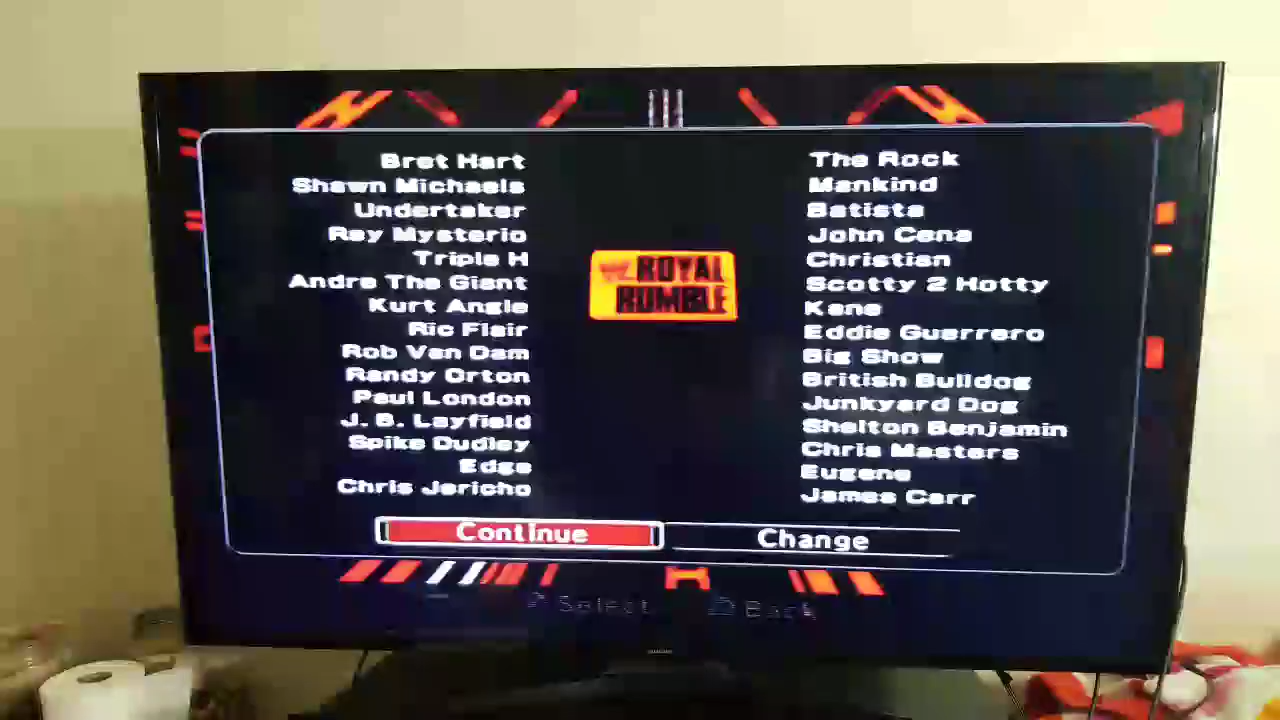 Bret Hart
Shawn Michaels
Undertaker
Rey Mysterio
Triple H
Andre The Giant
Kurt Angle
Ric Flair
Rob Van Dam
Randy Orton
Paul London
J. B. Layfield
Spike Dudley
Edge
Chris Jericho
ROYAL
RUMBLE
The Rock
Mankind
Batista
John Cena
Christian
Scotty 2 Hotty
Kane
Eddie Guerrero
Big Show
British Bulldog
Junkyard Dog
Shelton Benjamin
Chris Masters
Eugene
James Carr
Continue
Change
Select
Back
SAMSUNG